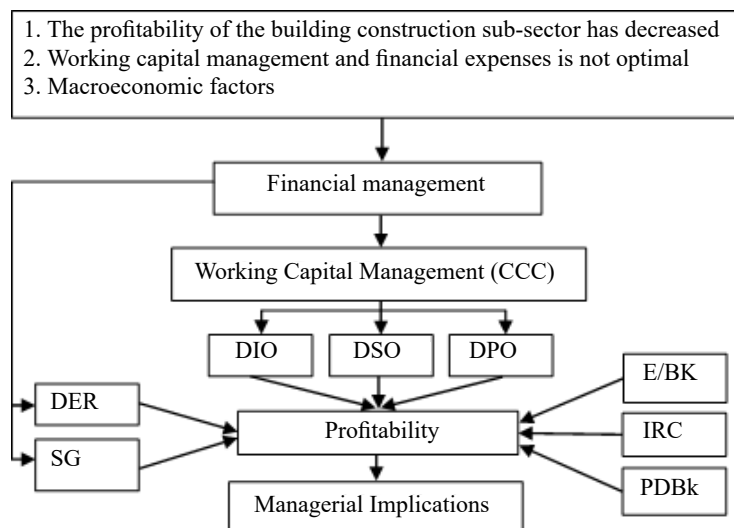 1. The profitability of the building construction sub-sector has decreased
2. Working capital management and financial expenses is not optimal
3. Macroeconomic factors
Financial management
Working Capital Management (CCC)
DIO
DSO
DPO
DER
SG
Profitability
E/BK
IRC
PDBk
Managerial Implications